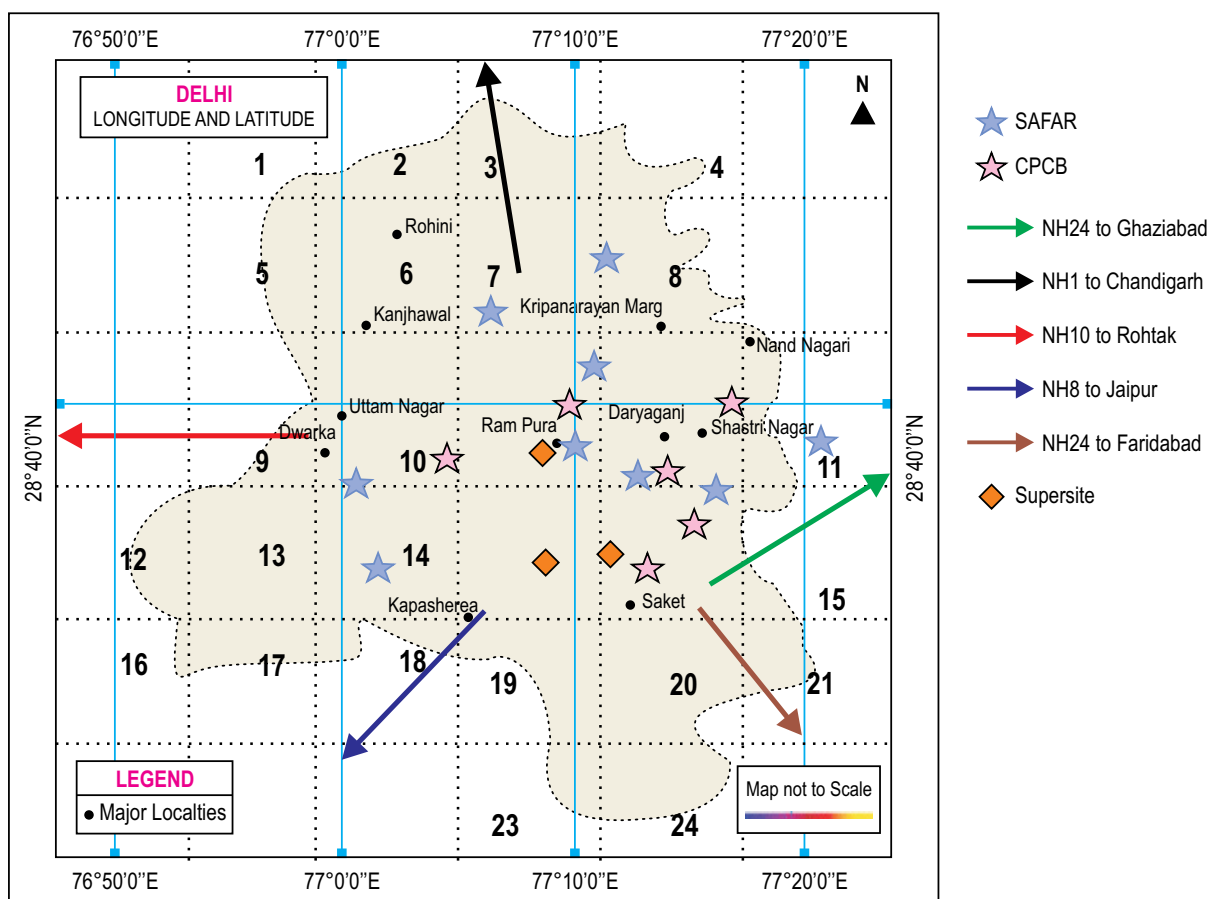 76°50'0''E 77°0'0''E 77°10'0''E 77°20'0''E
DELHI
LONGITUDE AND LATITUDE
N
1 2 3 4
Rohini
5 6 7 8
Kanjhawal
Kripanarayan Marg
Nand Nagari
Uttam Nagar
Dwarka
Ram Pura
Daryaganj
Shastri Nagar
28°40'0''N
28°40'0''N
9 10 11
12 13 14
15
Kapasherea
Saket
16 17 18 19 20 21
LEGEND
Major Localties
Map not to Scale
23 24
76°50'0''E 77°0'0''E 77°10'0''E 77°20'0''E
SAFAR
CPCB
NH24 to Ghaziabad
NH1 to Chandigarh
NH10 to Rohtak
NH8 to Jaipur
NH24 to Faridabad
Supersite